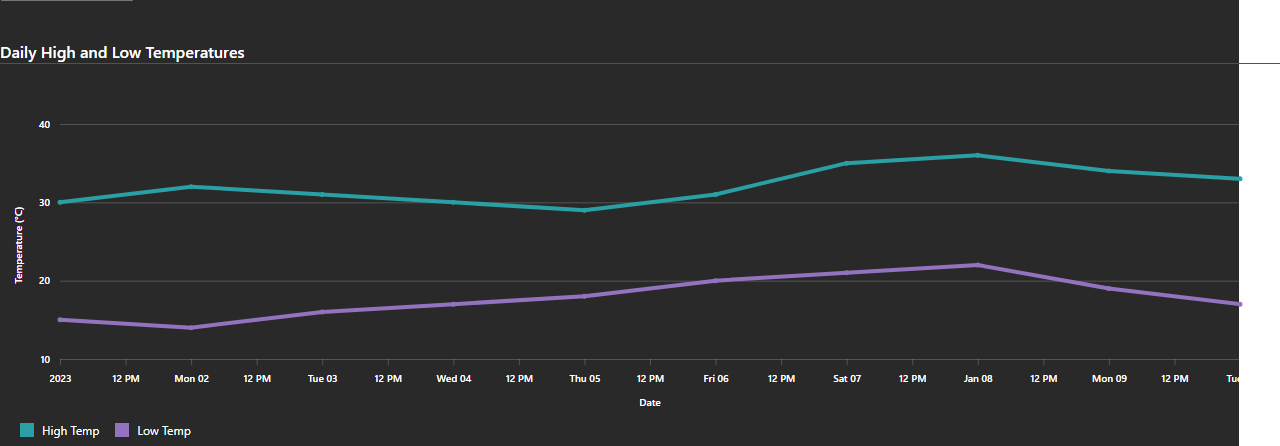 Daily High and Low Temperatures
40
30
20
10
Temperature (°C)
2023 12 PM Mon 02 12 PM Tue 03 12 PM Wed 04 12 PM Thu 05 12 PM Fri 06 12 PM Sat 07 12 PM Jan 08 12 PM Mon 09 12 PM Tue
Date
High Temp Low Temp